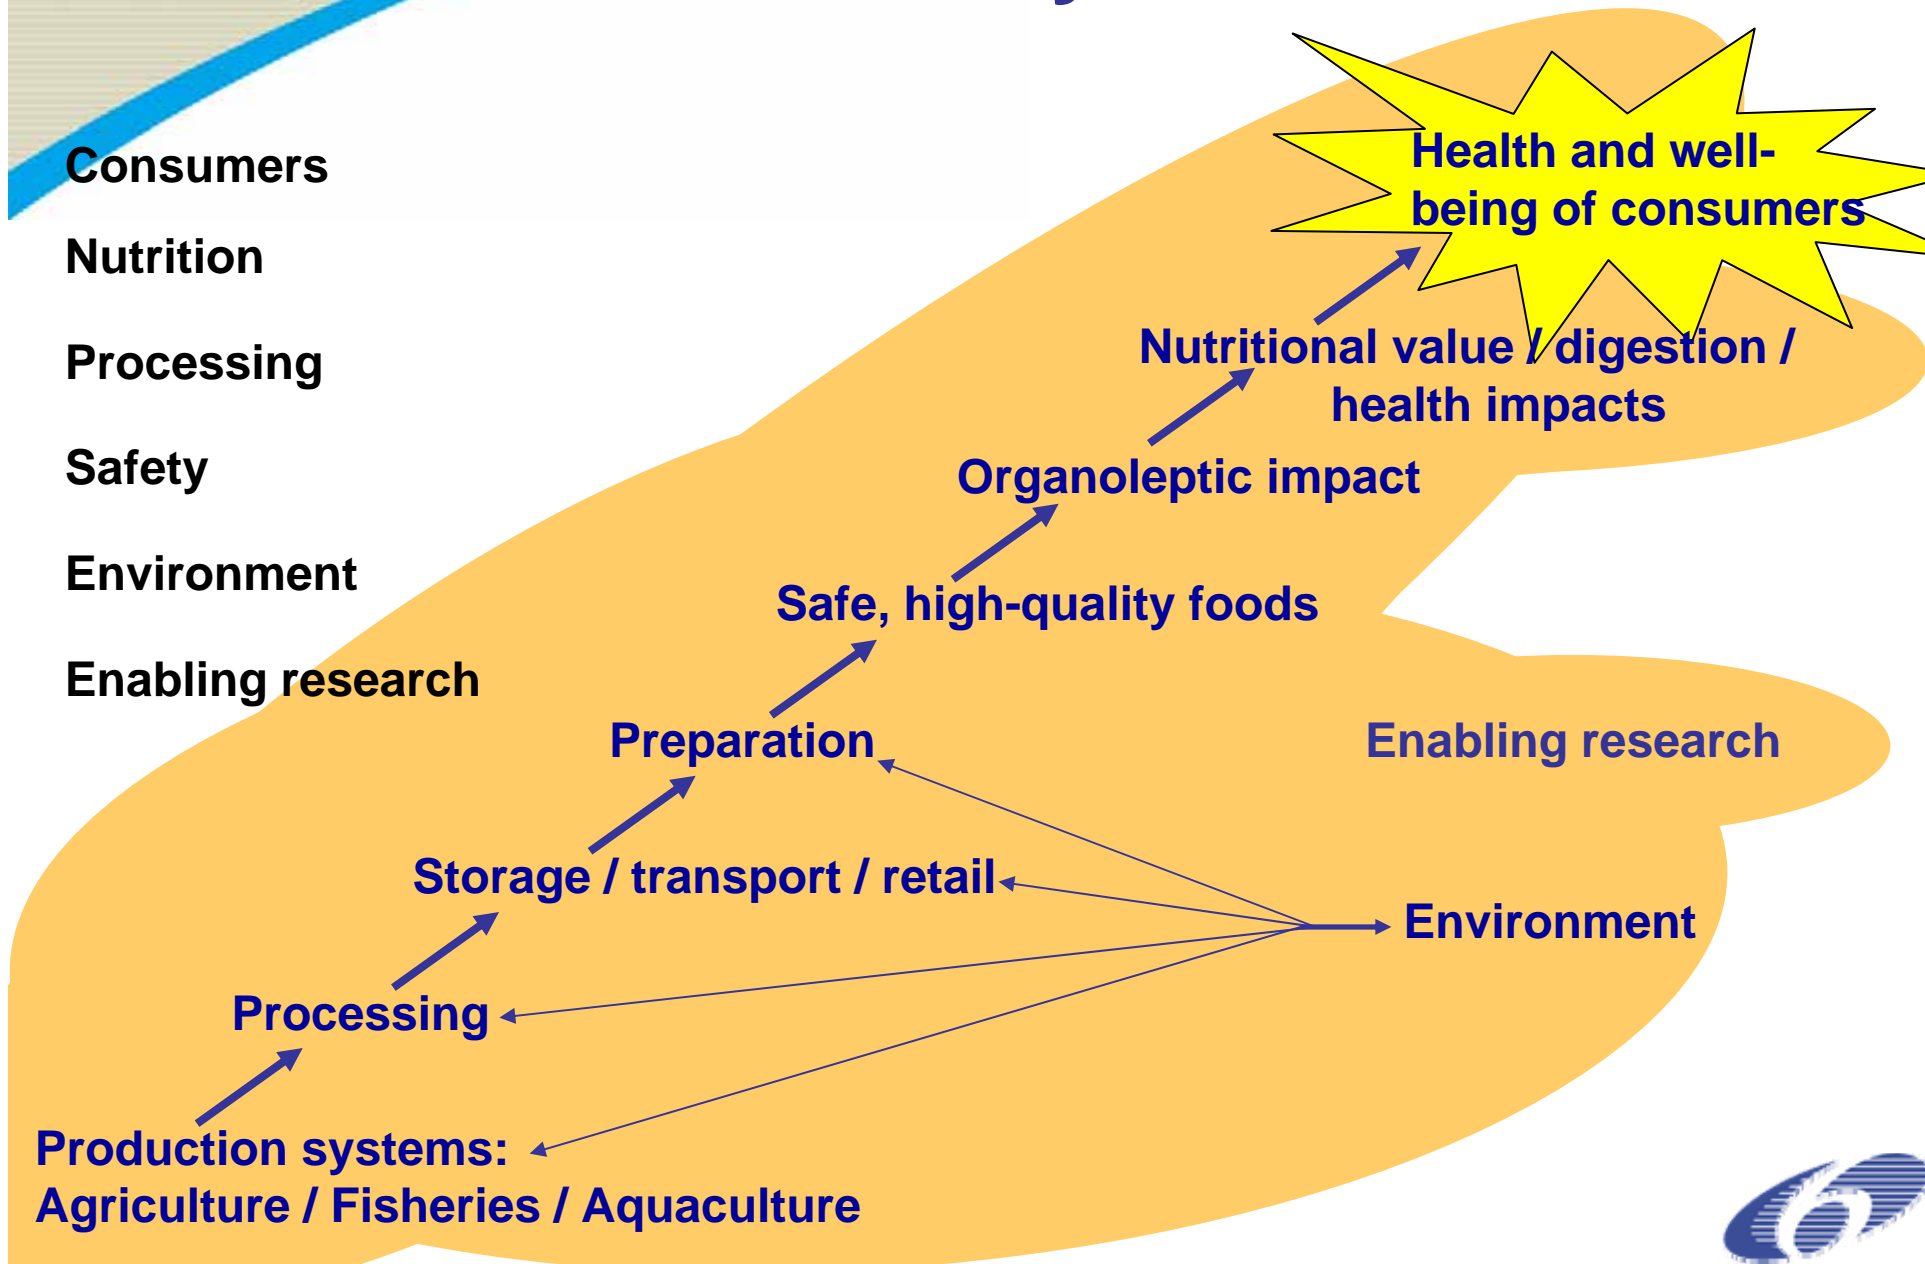 Consumers
Nutrition
Processing
Safety
Environment
Enabling research
Health and well-
being of consumers
Nutritional value / digestion /
health impacts
Organoleptic impact
Safe, high-quality foods
Preparation
Enabling research
Storage / transport / retail
Environment
Processing
Production systems:
Agriculture / Fisheries / Aquaculture
6